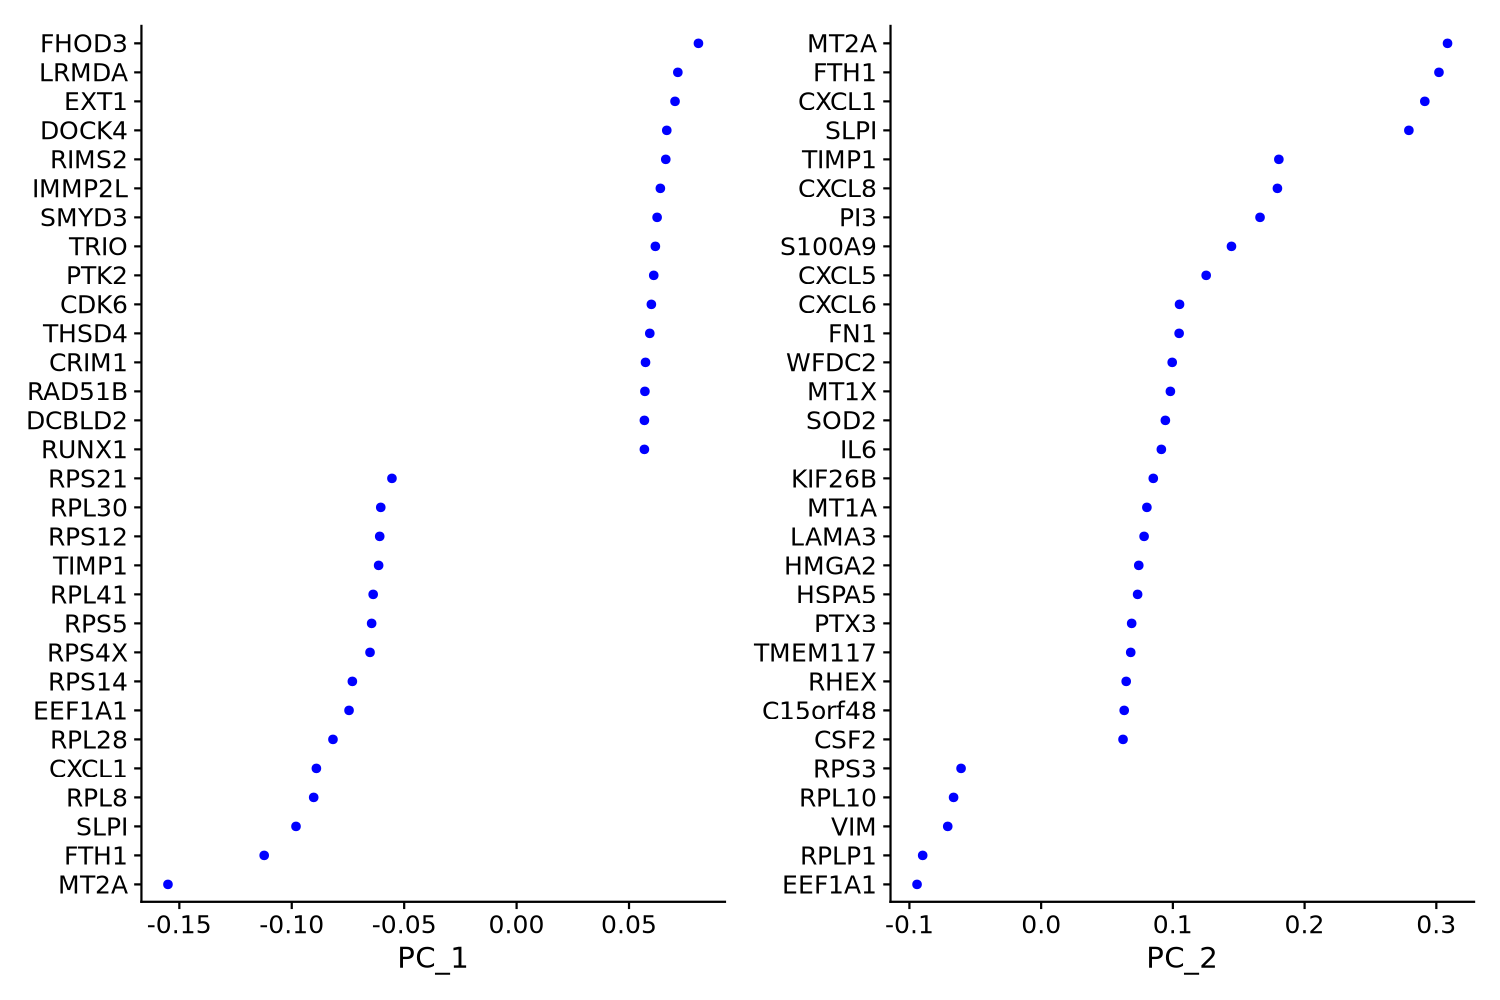 FHOD3
LRMDA
EXT1
DOCK4
RIMS2
IMMP2L
SMYD3
TRIO
PTK2
CDK6
THSD4
CRIM1
RAD51B
DCBLD2
RUNX1
RPS21
RPL30
RPS12
TIMP1
RPL41
RPS5
RPS4X
RPS14
EEF1A1
RPL28
CXCL1
RPL8
SLPI
FTH1
MT2A
-0.15 -0.10 -0.05 0.00 0.05
PC_1
MT2A
FTH1
CXCL1
SLPI
TIMP1
CXCL8
PI3
S100A9
CXCL5
CXCL6
FN1
WFDC2
MT1X
SOD2
IL6
KIF26B
MT1A
LAMA3
HMGA2
HSPA5
PTX3
TMEM117
RHEX
C15orf48
CSF2
RPS3
RPL10
VIM
RPLP1
EEF1A1
-0.1 0.0 0.1 0.2 0.3
PC_2